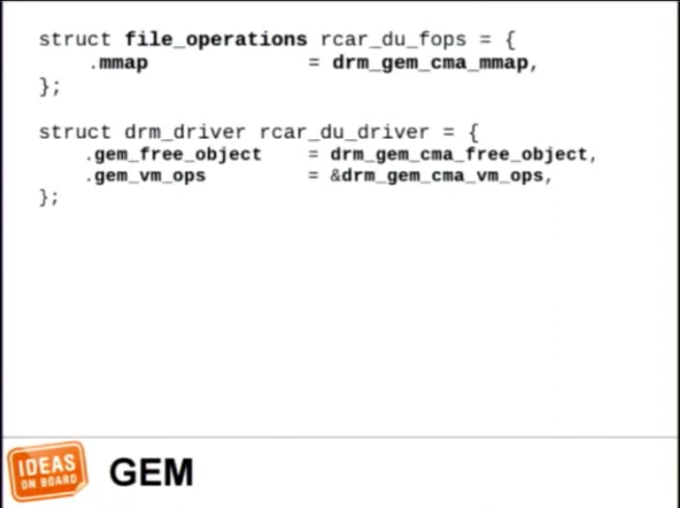 struct file_operations rcar_du_fops = {
.mmap = drm_gem_cma_mmap,
};
struct drm_driver rcar_du_driver = {
.gem_free_object = drm_gem_cma_free_object,
.gem_vm_ops = &drm_gem_cma_vm_ops,
};
IDEAS
ON BOARD
GEM